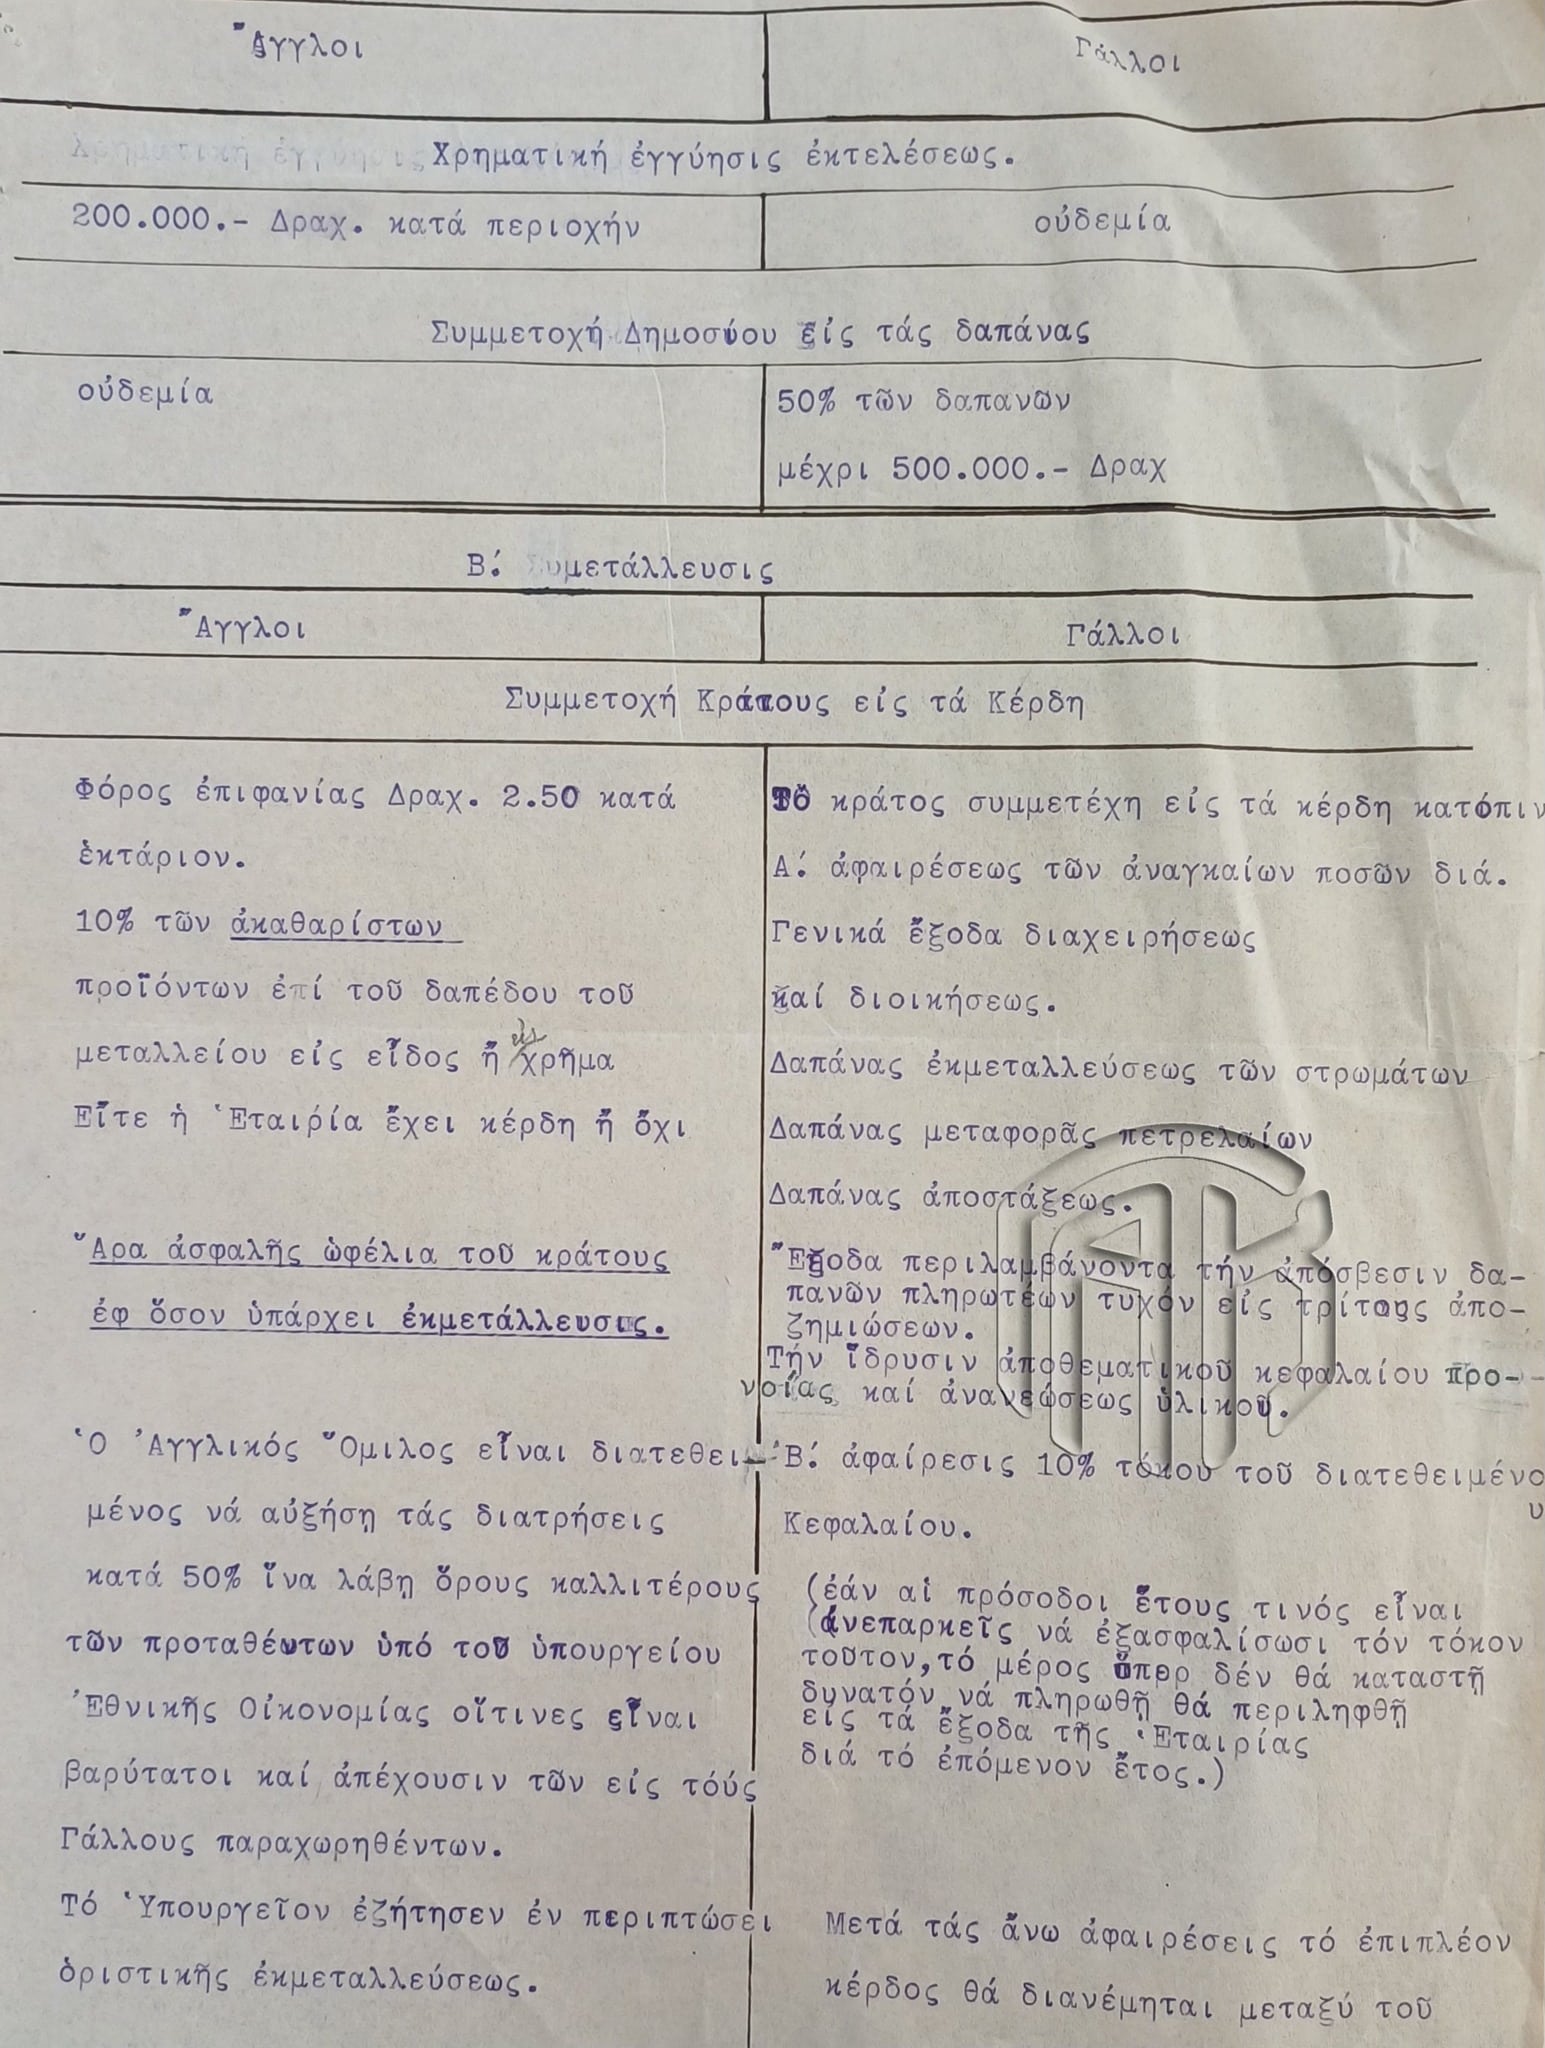 Ἄγγλοι
Γάλλοι
Χρηματική ἐγγύησις Χρηματική ἐγγύησις ἐκτελέσεως.
200.000.- Δραχ. κατά περιοχήν
οὐδεμία
Συμμετοχή Δημοσίου εἰς τάς δαπάνας
οὐδεμία
50% τῶν δαπανῶν
μέχρι 500.000.- Δραχ
Β΄. Συμετάλλευσις
Ἄγγλοι
Γάλλοι
Συμμετοχή Κράτους εἰς τά Κέρδη
Φόρος ἐπιφανίας Δραχ. 2.50 κατά
ἑκτάριον.
10% τῶν ἀκαθαρίστων
προϊόντων ἐπί τοῦ δαπέδου τοῦ
μεταλλείου εἰς εἶδος ἤ εἰς χρῆμα
Εἴτε ἡ Ἑταιρία ἔχει κέρδη ἤ ὄχι
Ἄρα ἀσφαλῆς ὠφέλια τοῦ κράτους
ἐφ ὅσον ὑπάρχει ἐκμετάλλευσις.
Ὁ Ἀγγλικός Ὅμιλος εἶναι διατεθει-
μένος νά αὐξήσῃ τάς διατρήσεις
κατά 50% ἵνα λάβῃ ὅρους καλλιτέρους
τῶν προταθέντων ὑπό τοῦ ὑπουργείου
Ἐθνικῆς Οἰκονομίας οἵτινες εἶναι
βαρύτατοι καί ἀπέχουσιν τῶν εἰς τούς
Γάλλους παραχωρηθέντων.
Τό Ὑπουργεῖον ἐζήτησεν ἐν περιπτώσει
ὁριστικῆς ἐκμεταλλεύσεως.
Τό κράτος συμμετέχη εἰς τά κέρδη κατόπιν
Α΄. ἀφαιρέσεως τῶν ἀναγκαίων ποσῶν διά.
Γενικά ἔξοδα διαχειρήσεως
καί διοικήσεως.
Δαπάνας ἐκμεταλλεύσεως τῶν στρωμάτων
Δαπάνας μεταφορᾶς πετρελαίων
Δαπάνας ἀποστάξεως.
Ἔξοδα περιλαμβάνοντα τήν ἀπόσβεσιν δα-
πανῶν πληρωτέων τυχόν εἰς τρίτους ἀπο-
ζημιώσεων.
Τήν ἵδρυσιν ἀποθεματικοῦ κεφαλαίου προ-
νοίας καί ἀνανεώσεως ὑλικοῦ.
Β΄. ἀφαίρεσις 10% τόκου τοῦ διατεθειμένο
υ
Κεφαλαίου.
(ἐάν αἱ πρόσοδοι ἔτους τινός εἶναι
(ἀνεπαρκεῖς νά ἐξασφαλίσωσι τόν τόκον
τοῦτον, τό μέρος ὅπερ δέν θά καταστῆ
δυνατόν νά πληρωθῆ θά περιληφθῆ
εἰς τά ἔξοδα τῆς Ἑταιρίας
διά τό ἐπόμενον ἔτος.)
Μετά τάς ἄνω ἀφαιρέσεις τό ἐπιπλέον
κέρδος θά διανέμηται μεταξύ τοῦ